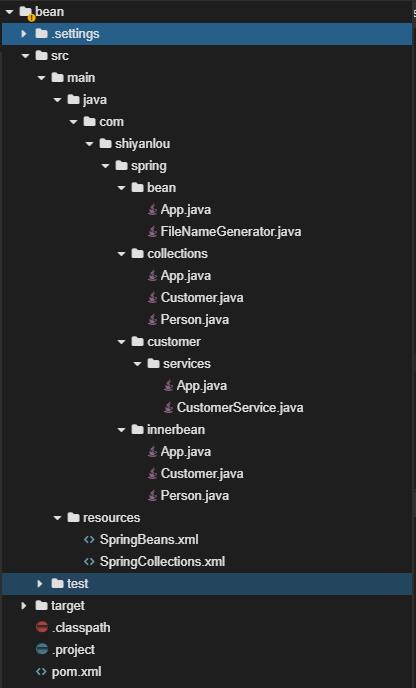 bean
.settings
src
main
java
com
shiyanlou
spring
bean
App.java
FileNameGenerator.java
collections
App.java
Customer.java
Person.java
customer
services
App.java
CustomerService.java
innerbean
App.java
Customer.java
Person.java
resources
SpringBeans.xml
SpringCollections.xml
test
target
.classpath
.project
pom.xml